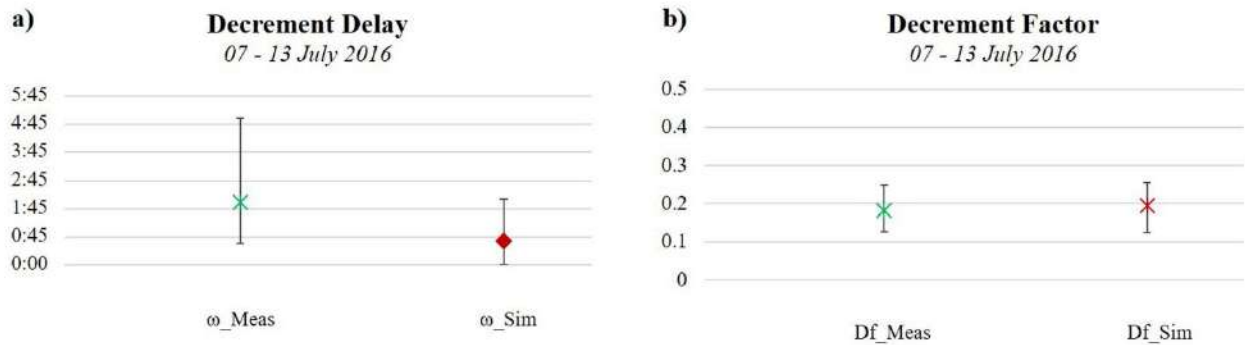 a)
Decrement Delay
07 - 13 July 2016
5:45
4:45
3:45
2:45
1:45
0:45
0:00
ω_Meas ω_Sim
b)
Decrement Factor
07 - 13 July 2016
0.5
0.4
0.3
0.2
0.1
0
Df_Meas Df_Sim